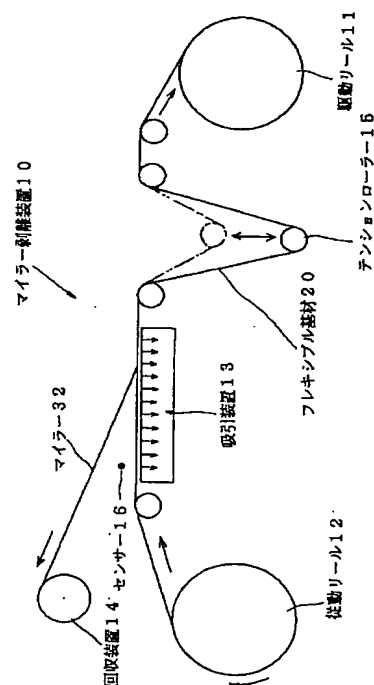 マイラー剥離装置10
マイラー32
回収装置14
センサー16
吸引装置13
従動リール12
フレキシブル基材20
テンションローラー15
駆動リール11